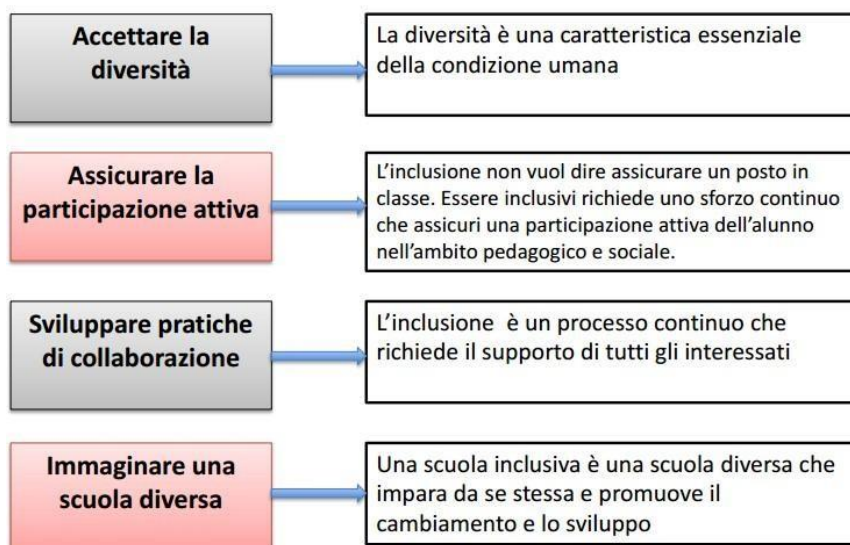 Accettare la
diversità
La diversità è una caratteristica essenziale
della condizione umana
Assicurare la
participazione attiva
L'inclusione non vuol dire assicurare un posto in
classe. Essere inclusivi richiede uno sforzo continuo
che assicuri una participazione attiva dell'alunno
nell'ambito pedagogico e sociale.
Sviluppare pratiche
di collaborazione
L'inclusione è un processo continuo che
richiede il supporto di tutti gli interessati
Immaginare una
scuola diversa
Una scuola inclusiva è una scuola diversa che
impara da se stessa e promuove il
cambiamento e lo sviluppo